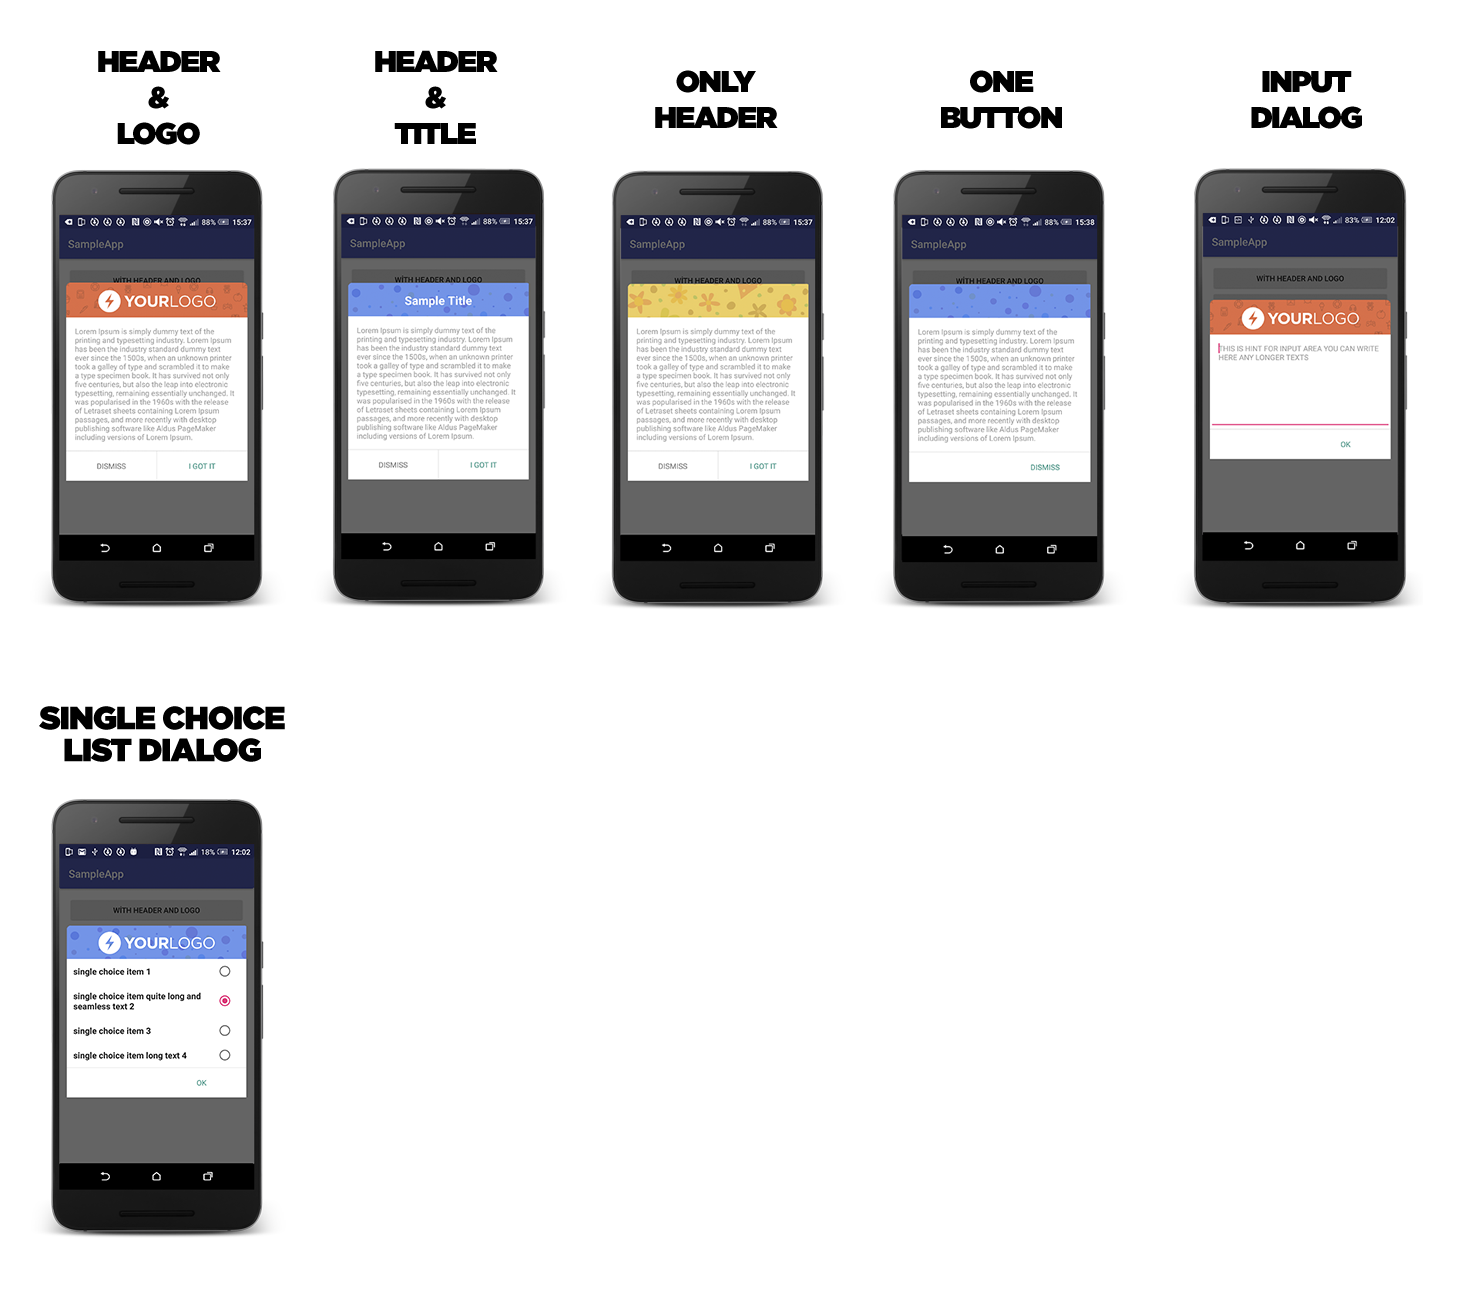 HEADER
&
LOGO
88% 15:37
SampleApp
WİTH HEADER AND LOGO
YOURLOGO
Lorem Ipsum is simply dummy text of the
printing and typesetting industry. Lorem Ipsum
has been the industry standard dummy text
ever since the 1500s, when an unknown printer
took a galley of type and scrambled it to make
a type specimen book. It has survived not only
five centuries, but also the leap into electronic
typesetting, remaining essentially unchanged. It
was popularised in the 1960s with the release
of Letraset sheets containing Lorem Ipsum
passages, and more recently with desktop
publishing software like Aldus PageMaker
including versions of Lorem Ipsum.
DISMISS
I GOT IT
HEADER
&
TITLE
88% 15:37
SampleApp
WİTH HEADER AND LOGO
Sample Title
Lorem Ipsum is simply dummy text of the
printing and typesetting industry. Lorem Ipsum
has been the industry standard dummy text
ever since the 1500s, when an unknown printer
took a galley of type and scrambled it to make
a type specimen book. It has survived not only
five centuries, but also the leap into electronic
typesetting, remaining essentially unchanged. It
was popularised in the 1960s with the release
of Letraset sheets containing Lorem Ipsum
passages, and more recently with desktop
publishing software like Aldus PageMaker
including versions of Lorem Ipsum.
DISMISS
I GOT IT
ONLY
HEADER
88% 15:37
SampleApp
WİTH HEADER AND LOGO
Lorem Ipsum is simply dummy text of the
printing and typesetting industry. Lorem Ipsum
has been the industry standard dummy text
ever since the 1500s, when an unknown printer
took a galley of type and scrambled it to make
a type specimen book. It has survived not only
five centuries, but also the leap into electronic
typesetting, remaining essentially unchanged. It
was popularised in the 1960s with the release
of Letraset sheets containing Lorem Ipsum
passages, and more recently with desktop
publishing software like Aldus PageMaker
including versions of Lorem Ipsum.
DISMISS
I GOT IT
ONE
BUTTON
88% 15:38
SampleApp
WİTH HEADER AND LOGO
Lorem Ipsum is simply dummy text of the
printing and typesetting industry. Lorem Ipsum
has been the industry standard dummy text
ever since the 1500s, when an unknown printer
took a galley of type and scrambled it to make
a type specimen book. It has survived not only
five centuries, but also the leap into electronic
typesetting, remaining essentially unchanged. It
was popularised in the 1960s with the release
of Letraset sheets containing Lorem Ipsum
passages, and more recently with desktop
publishing software like Aldus PageMaker
including versions of Lorem Ipsum.
DISMISS
INPUT
DIALOG
83% 12:02
SampleApp
WİTH HEADER AND LOGO
YOURLOGO
THIS IS HINT FOR INPUT AREA YOU CAN WRITE
HERE ANY LONGER TEXTS
OK
SINGLE CHOICE
LIST DIALOG
18% 12:02
SampleApp
WİTH HEADER AND LOGO
YOURLOGO
single choice item 1
single choice item quite long and
seamless text 2
single choice item 3
single choice item long text 4
OK